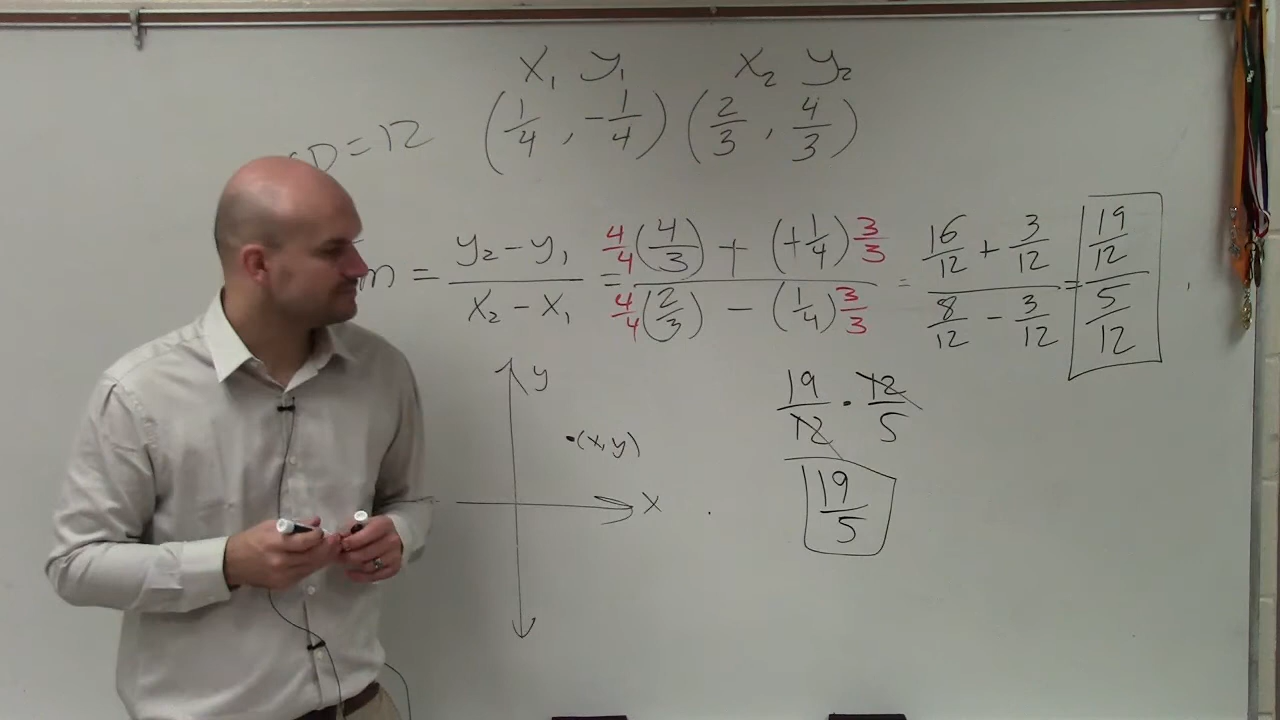 x₁ y₁ x₂ y₂
(1/4, -1/4) (2/3, 4/3)
D=12
m = (y₂-y₁)/(x₂-x₁) = (4/4(4/3) + (+1/4)3/3)/(4/4(2/3) - (1/4)3/3) = (16/12 + 3/12)/(8/12 - 3/12) = (19/12)/(5/12)
y
19/12 · 12/5
(x,y)
x
19/5